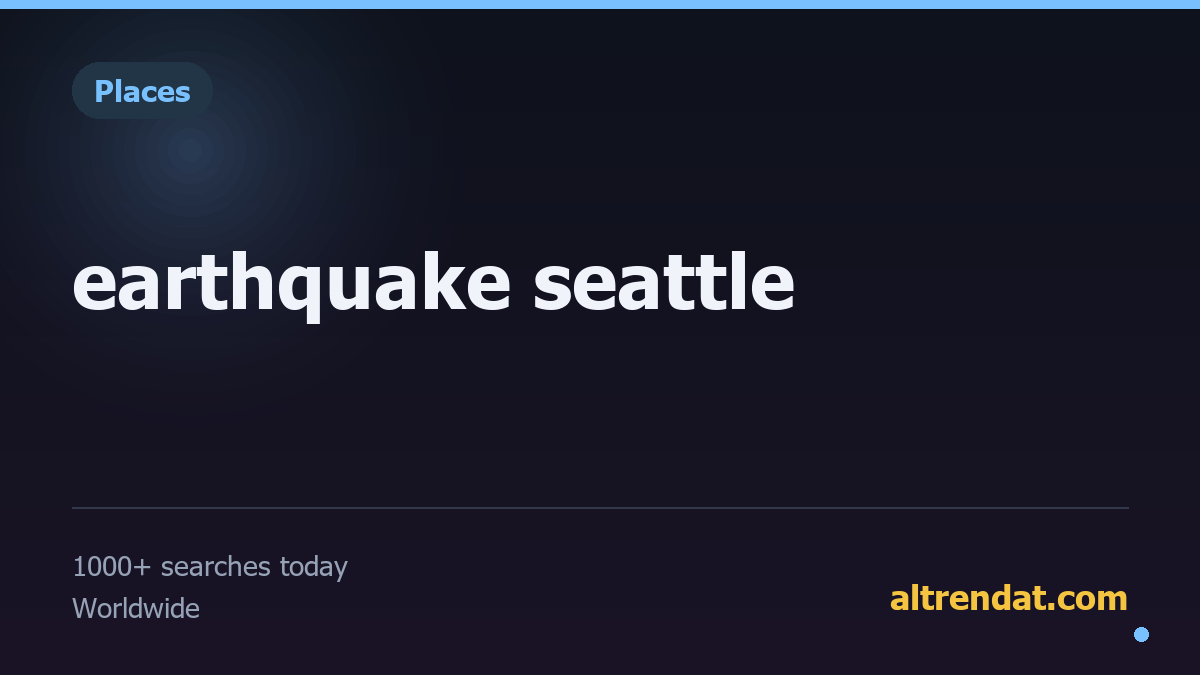 Places
earthquake seattle
1000+ searches today
Worldwide
altrendat.com